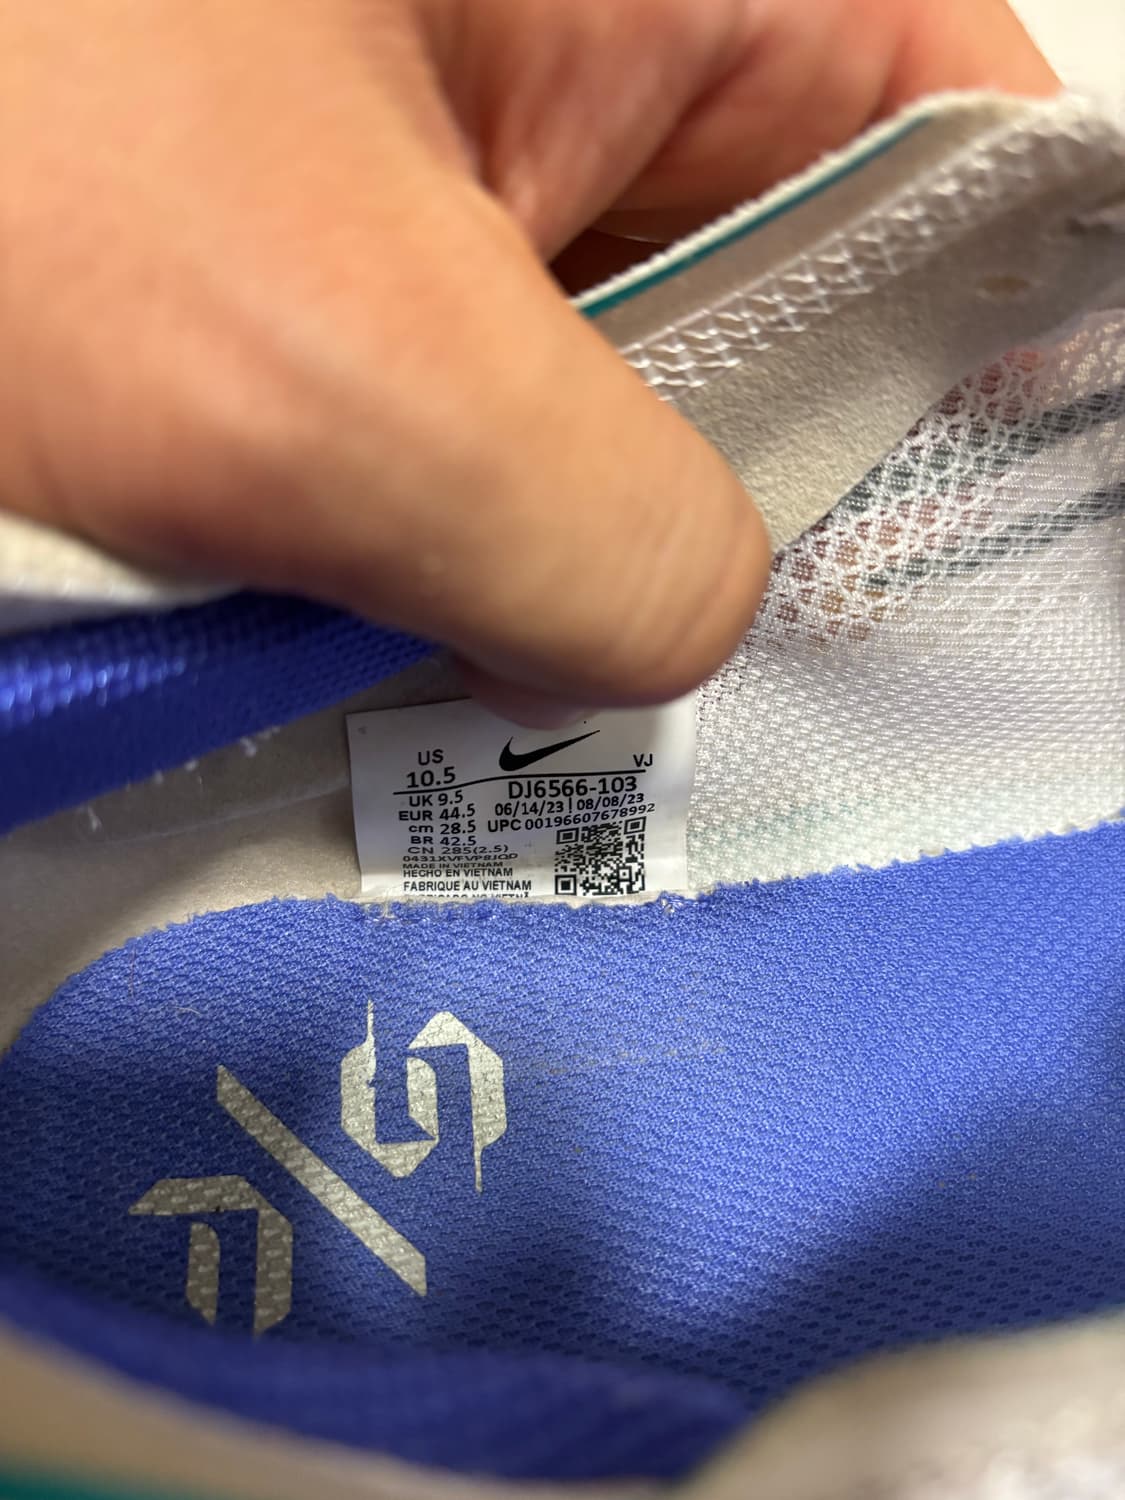 US
10.5
VJ
DJ6566-103
UK 9.5
06/14/23 | 08/08/23
EUR 44.5
UPC 00196607678992
cm 28.5
BR 42.5
CN 285(2.5)
MADE IN VIETNAM
HECHO EN VIETNAM
FABRIQUE AU VIETNAM